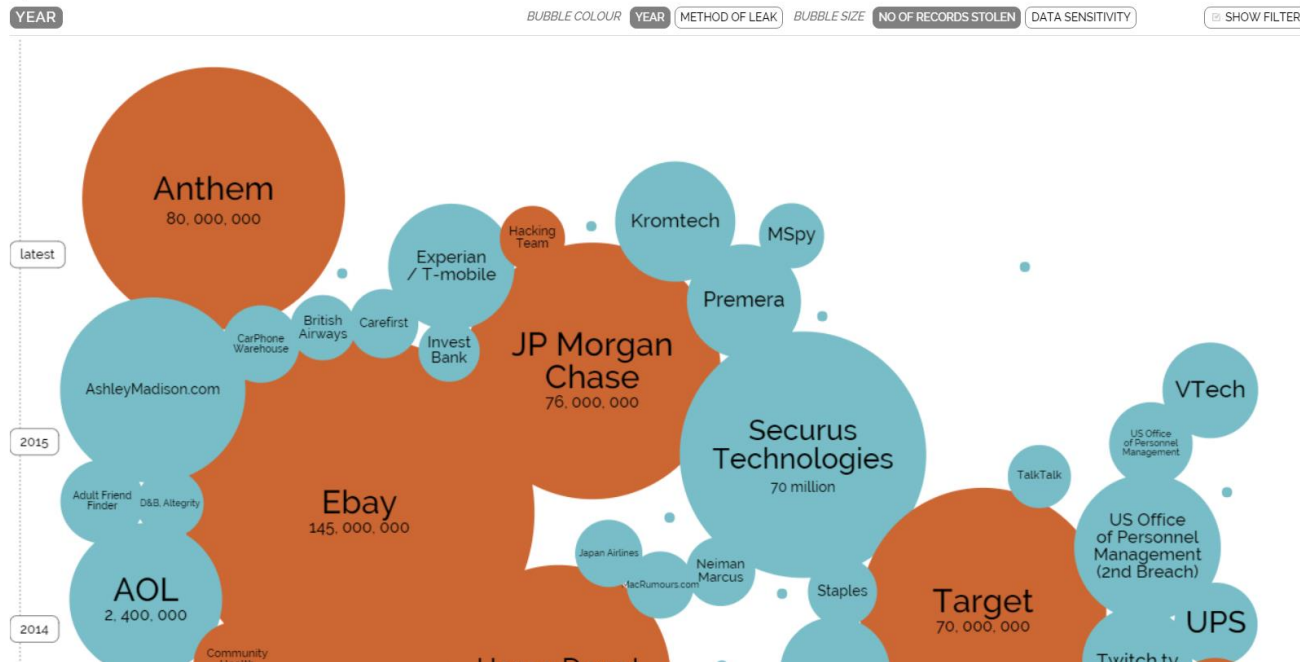 YEAR
BUBBLE COLOUR YEAR METHOD OF LEAK BUBBLE SIZE NO OF RECORDS STOLEN DATA SENSITIVITY SHOW FILTER
latest
2015
2014
Anthem
80, 000, 000
Experian
/ T-mobile
Hacking
Team
Kromtech
MSpy
Premera
CarPhone
Warehouse
British
Airways
Carefirst
Invest
Bank
JP Morgan
Chase
76, 000, 000
AshleyMadison.com
Securus
Technologies
70 million
VTech
US Office
of Personnel
Management
TalkTalk
Adult Friend
Finder
D&B, Altegrity
Ebay
145, 000, 000
US Office
of Personnel
Management
(2nd Breach)
Japan Airlines
MacRumours.com
Neiman
Marcus
Staples
AOL
2, 400, 000
Target
70, 000, 000
UPS
Community
Twitch.tv